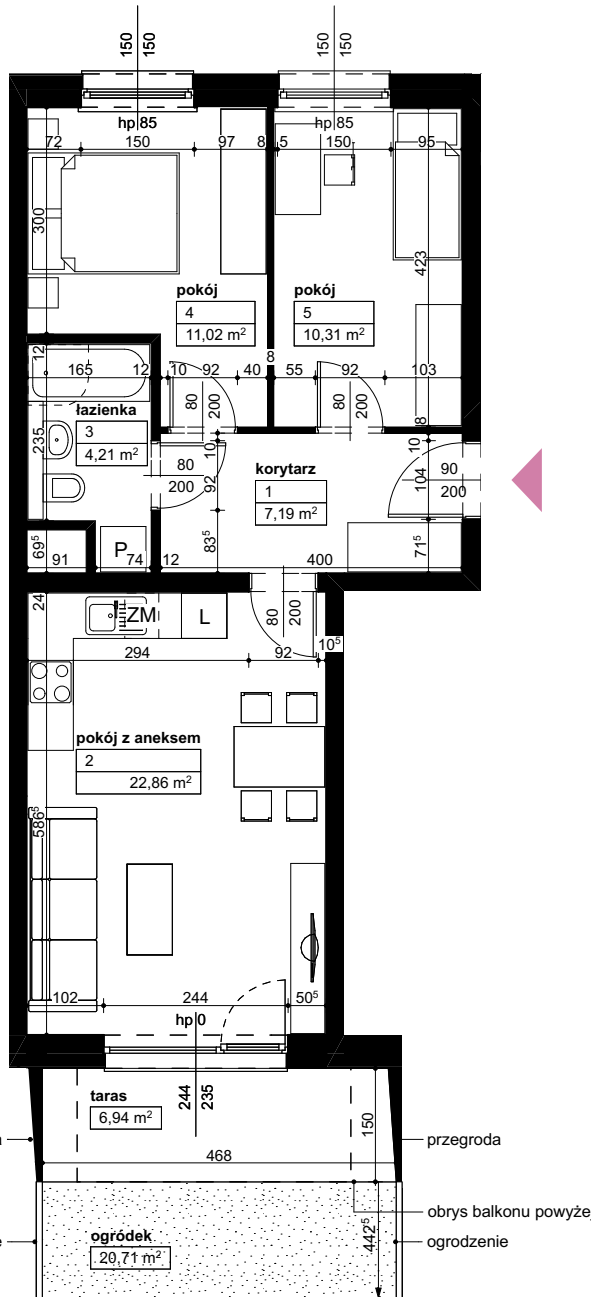 150 150
150 150
hp 85
hp 85
72 150 97 8 5 150 95
300
423
pokój
4
11,02 m²
pokój
5
10,31 m²
8
12
165 12 10 92 40 55 92 103
80 200
80 200
8
łazienka
3
4,21 m²
235
80
200
10
92
83⁵
korytarz
1
7,19 m²
10
104
71⁵
90
200
69⁵
91
P
74 12 400
24
ZM
L
80 200
294 92 10⁵
pokój z aneksem
2
22,86 m²
586⁵
102 244 50⁵
hp 0
244 235
taras
6,94 m²
150
468
przegroda
obrys balkonu powyżej
442⁵
ogrodzenie
ogródek
20,71 m²